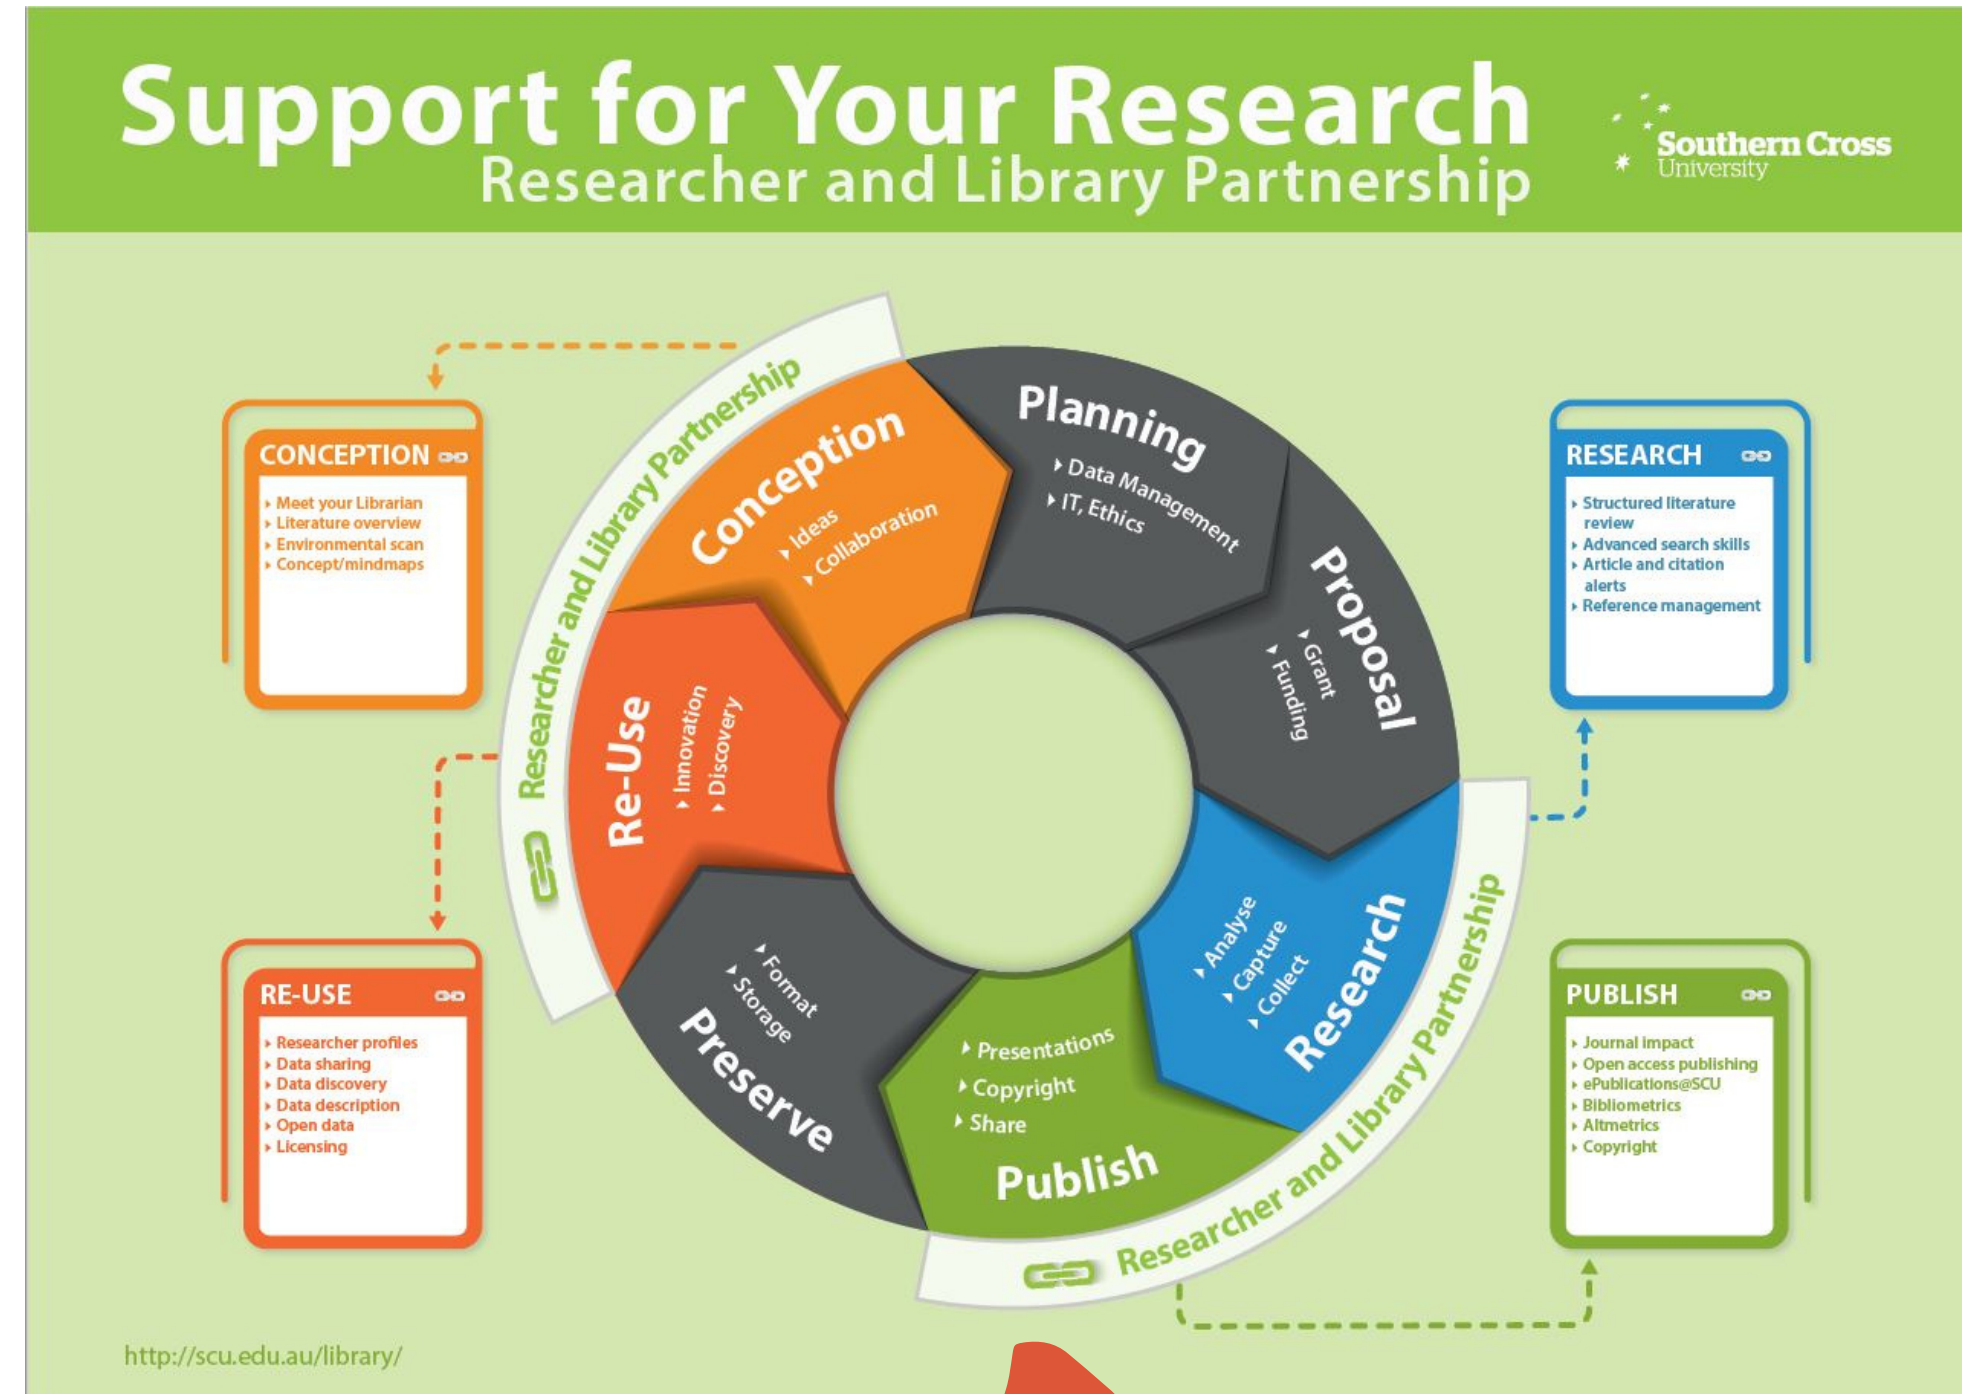 Support for Your Research
Researcher and Library Partnership
Southern Cross
University
Researcher and Library Partnership
CONCEPTION
Meet your Librarian
Literature overview
Environmental scan
Concept/mindmaps
Conception
Ideas
Collaboration
Planning
Data Management
IT, Ethics
Proposal
Grant
Funding
RESEARCH
Structured literature
review
Advanced search skills
Article and citation
alerts
Reference management
Re-Use
Innovation
Discovery
Research
Analyse
Capture
Collect
Researcher and Library Partnership
RE-USE
Researcher profiles
Data sharing
Data discovery
Data description
Open data
Licensing
Preserve
Format
Storage
Presentations
Copyright
Share
Publish
PUBLISH
Journal impact
Open access publishing
ePublications@SCU
Bibliometrics
Altmetrics
Copyright
http://scu.edu.au/library/